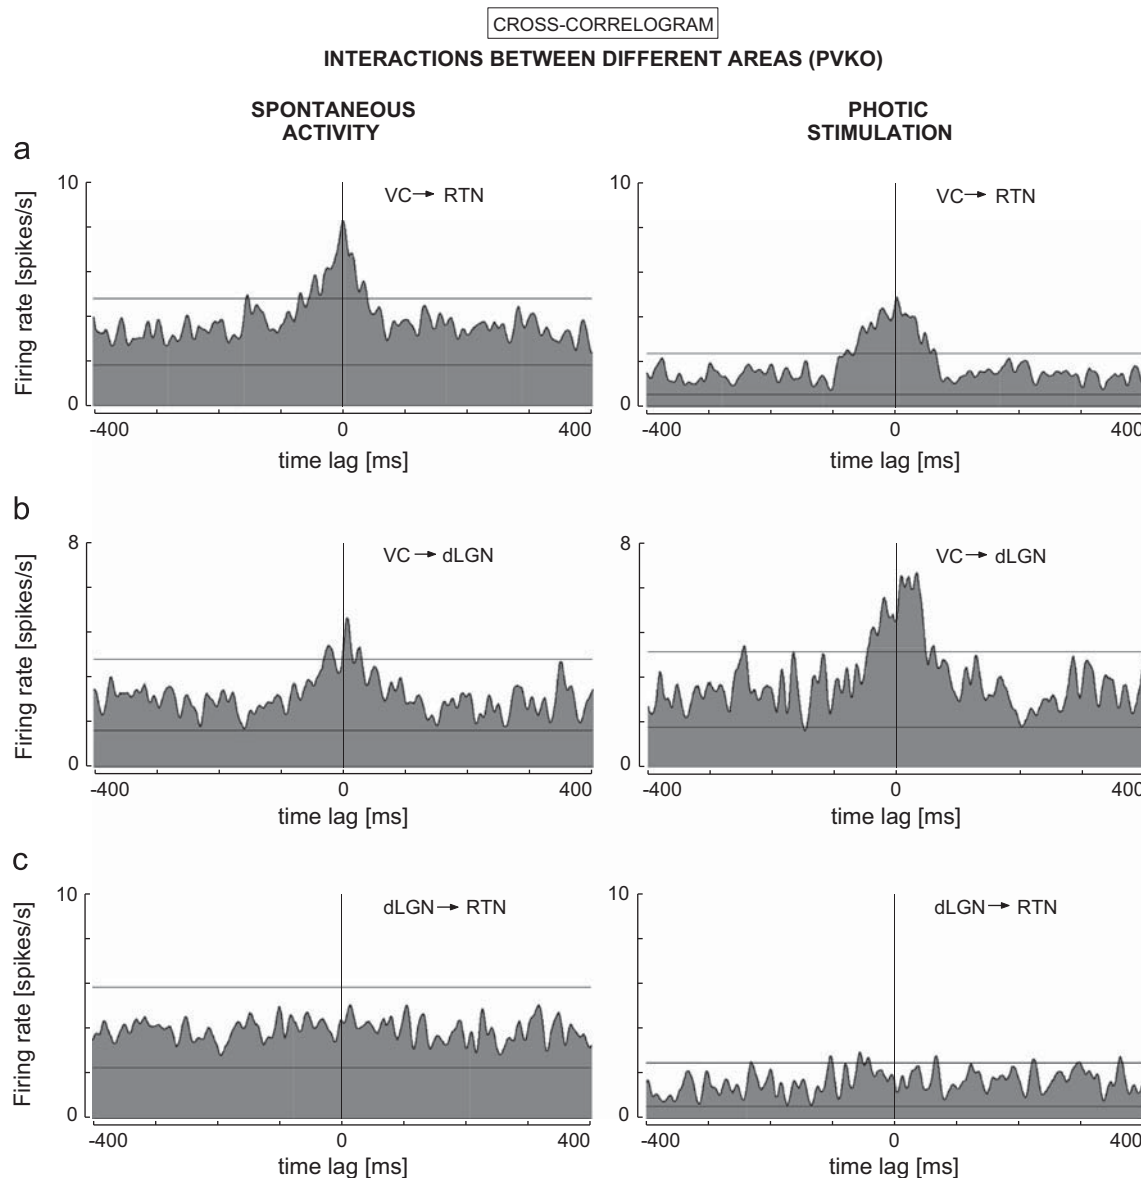 CROSS-CORRELOGRAM
INTERACTIONS BETWEEN DIFFERENT AREAS (PVKO)
SPONTANEOUS
ACTIVITY
PHOTIC
STIMULATION
a
Firing rate [spikes/s]
10
0
VC→ RTN
-400 0 400
time lag [ms]
10
0
VC→ RTN
-400 0 400
time lag [ms]
b
Firing rate [spikes/s]
8
0
VC→ dLGN
-400 0 400
time lag [ms]
8
0
VC→ dLGN
-400 0 400
time lag [ms]
c
Firing rate [spikes/s]
10
0
dLGN→ RTN
-400 0 400
time lag [ms]
10
0
dLGN→ RTN
-400 0 400
time lag [ms]